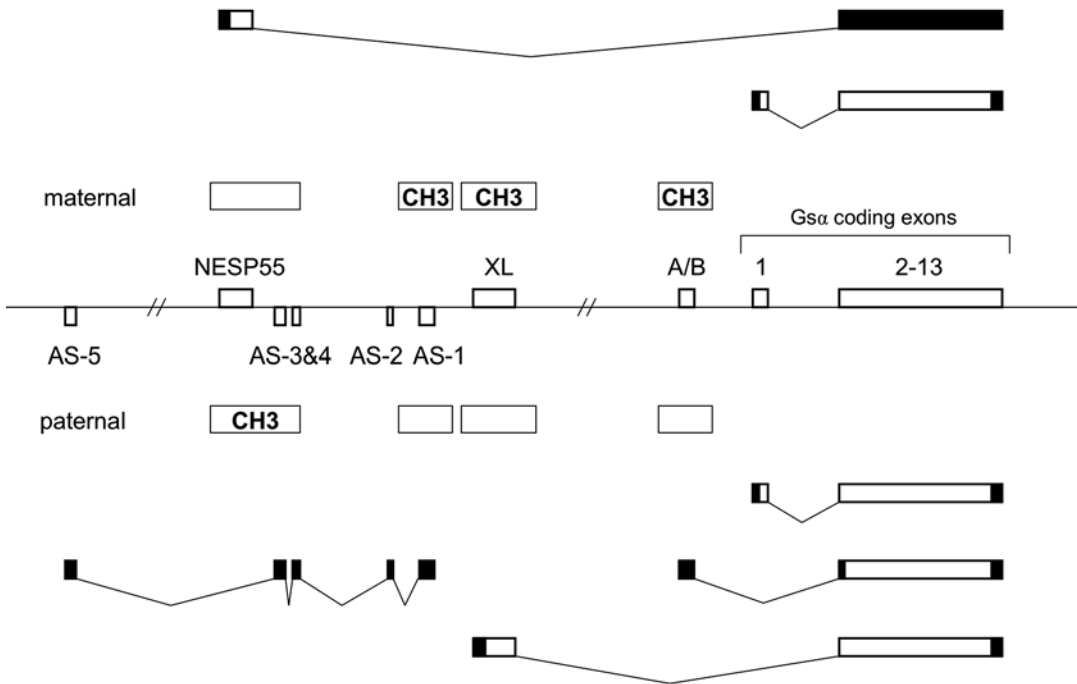 maternal CH3 CH3 CH3
Gsα coding exons
NESP55 XL A/B 1 2-13
// //
AS-5 AS-3&4 AS-2 AS-1
paternal CH3